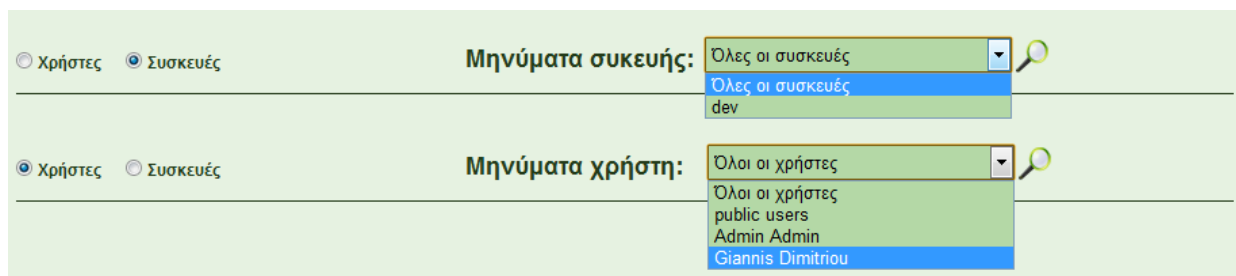 Χρήστες Συσκευές Μηνύματα συκευής: Όλες οι συσκευές
Όλες οι συσκευές
dev
Χρήστες Συσκευές Μηνύματα χρήστη: Όλοι οι χρήστες
Όλοι οι χρήστες
public users
Admin Admin
Giannis Dimitriou